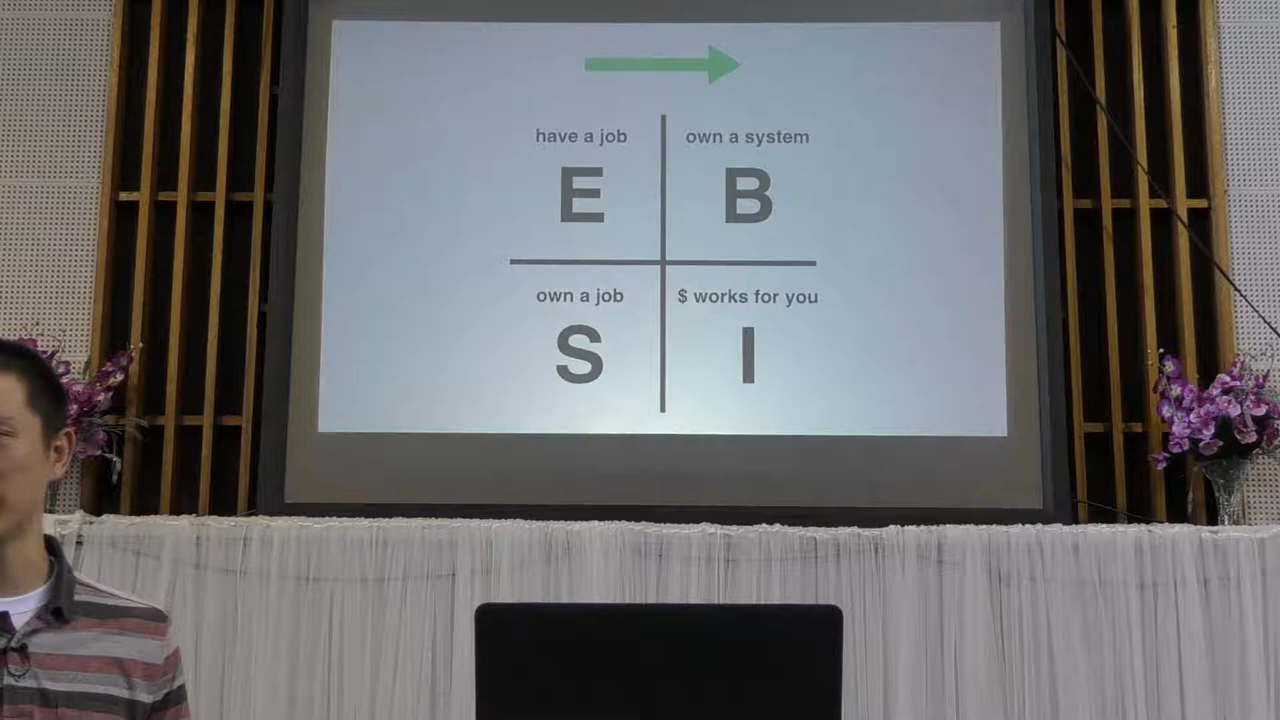 have a job
own a system
E
B
own a job
$ works for you
S
I